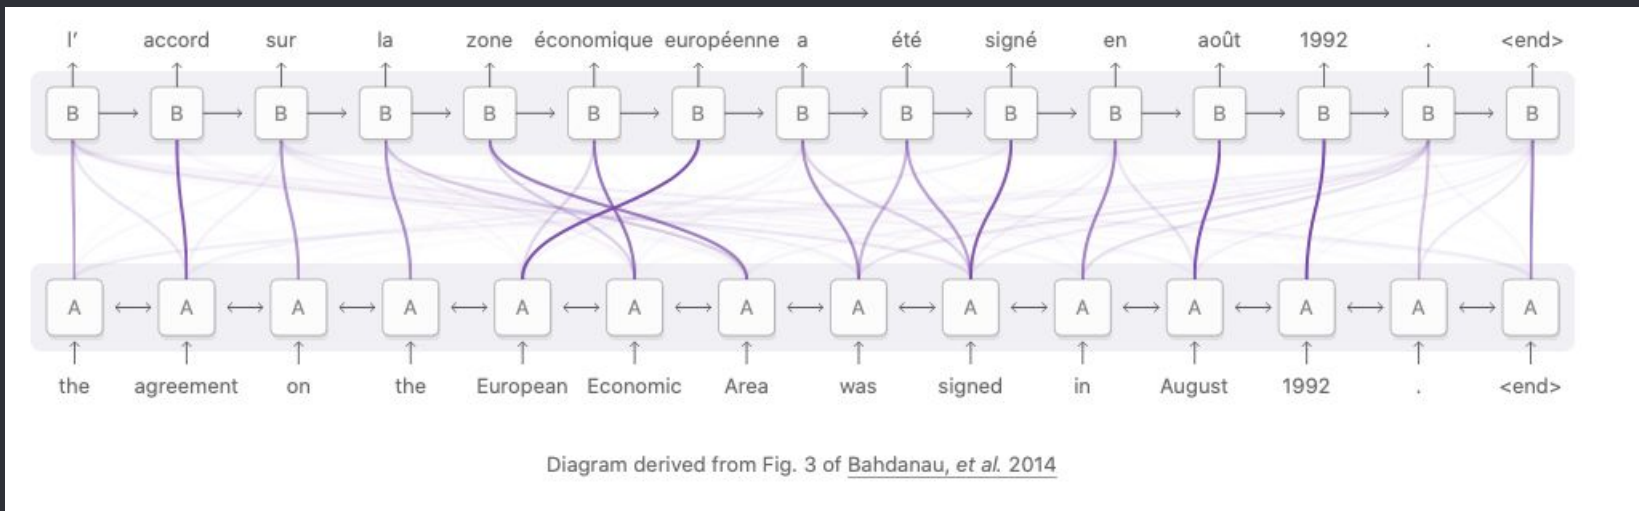 l’ accord sur la zone économique européenne a été signé en août 1992 . <end>
B B B B B B B B B B B B B B B
A A A A A A A A A A A A A A
the agreement on the European Economic Area was signed in August 1992 . <end>
Diagram derived from Fig. 3 of Bahdanau, et al. 2014